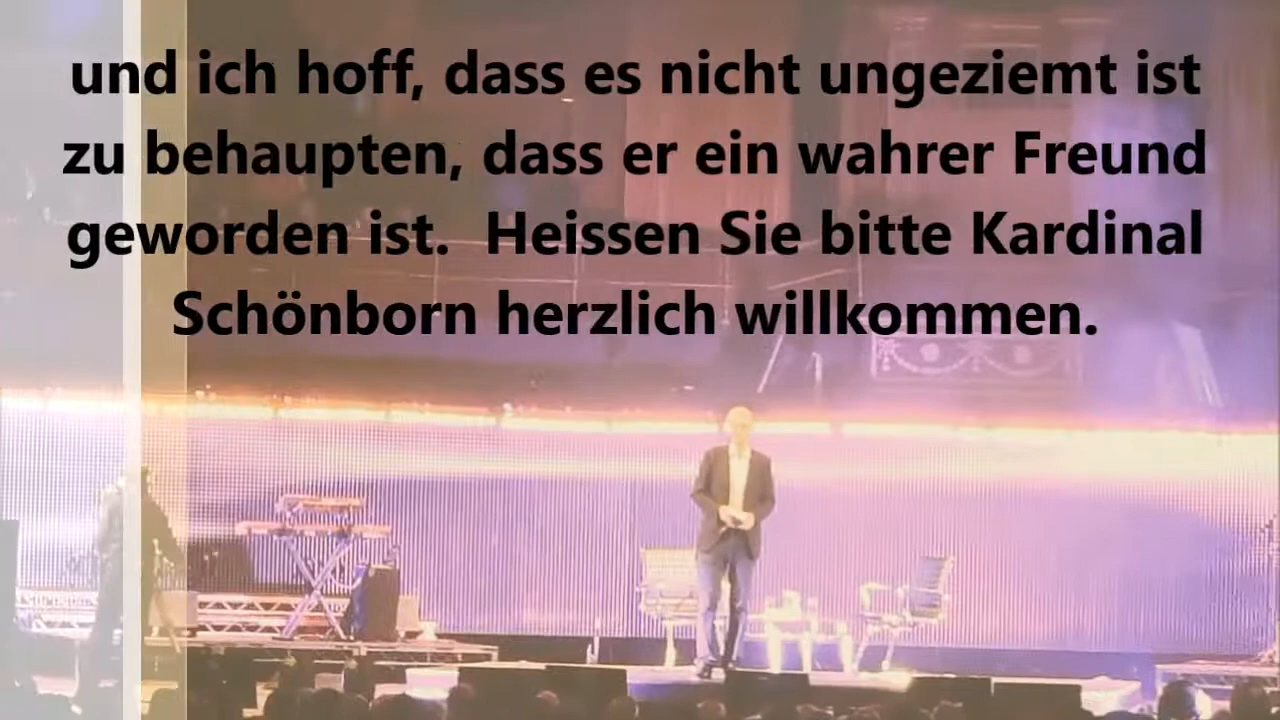 und ich hoff, dass es nicht ungeziemt ist
zu behaupten, dass er ein wahrer Freund
geworden ist.  Heissen Sie bitte Kardinal
Schönborn herzlich willkommen.